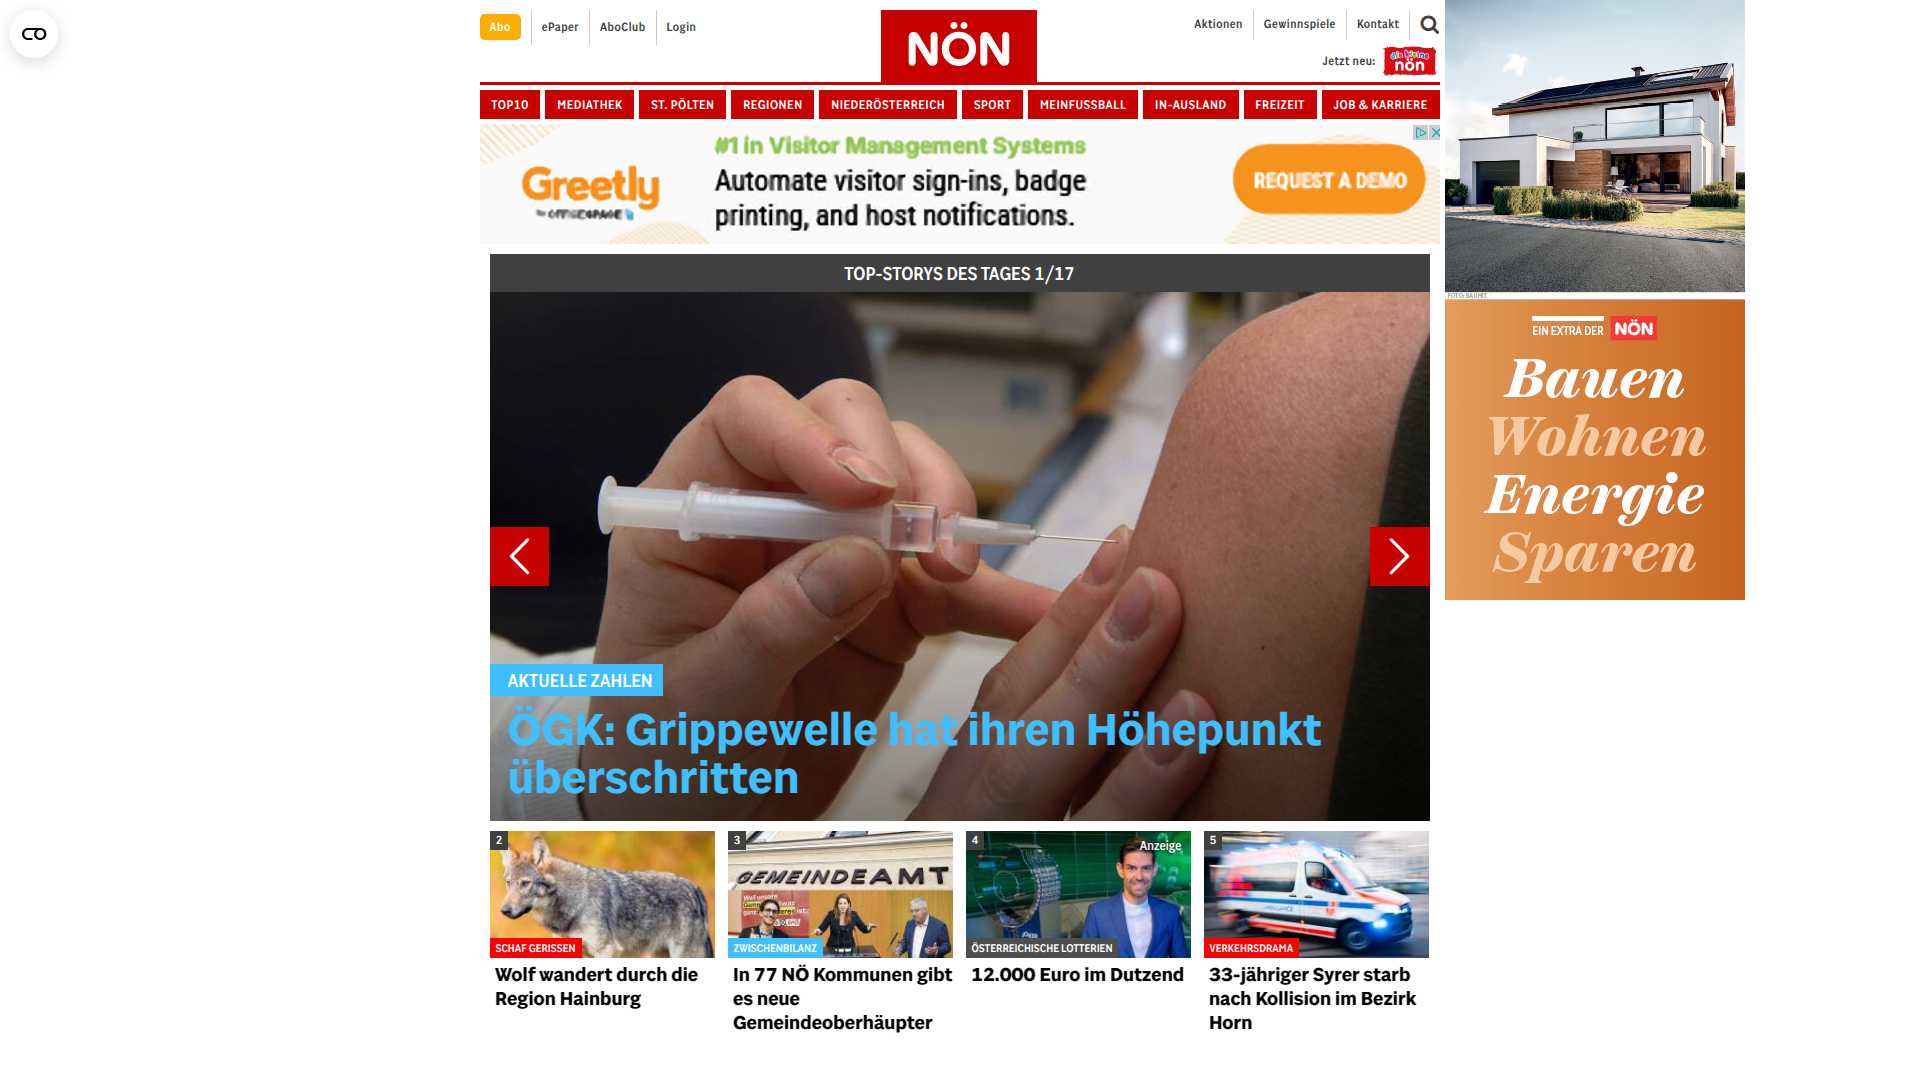 Abo
ePaper
AboClub
Login
NÖN
Aktionen
Gewinnspiele
Kontakt
Jetzt neu:
die kleine
nön
TOP10
MEDIATHEK
ST. PÖLTEN
REGIONEN
NIEDERÖSTERREICH
SPORT
MEINFUSSBALL
IN-AUSLAND
FREIZEIT
JOB & KARRIERE
Greetly
by OFFICESPACE
#1 in Visitor Management Systems
Automate visitor sign-ins, badge
printing, and host notifications.
REQUEST A DEMO
FOTO: BAUMIT
EIN EXTRA DER NÖN
Bauen
Wohnen
Energie
Sparen
TOP-STORYS DES TAGES 1/17
AKTUELLE ZAHLEN
ÖGK: Grippewelle hat ihren Höhepunkt
überschritten
2
SCHAF GERISSEN
Wolf wandert durch die
Region Hainburg
3
GEMEINDEAMT
ZWISCHENBILANZ
In 77 NÖ Kommunen gibt
es neue
Gemeindeoberhäupter
4
Anzeige
ÖSTERREICHISCHE LOTTERIEN
12.000 Euro im Dutzend
5
VERKEHRSDRAMA
33-jähriger Syrer starb
nach Kollision im Bezirk
Horn